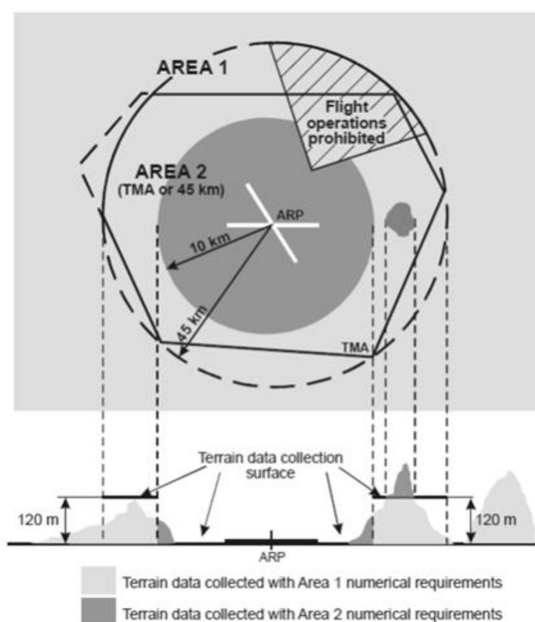 AREA 1
Flight
operations
prohibited
AREA 2
(TMA or 45 km)
ARP
10 km
45 km
TMA
Terrain data collection
surface
120 m
120 m
ARP
Terrain data collected with Area 1 numerical requirements
Terrain data collected with Area 2 numerical requirements